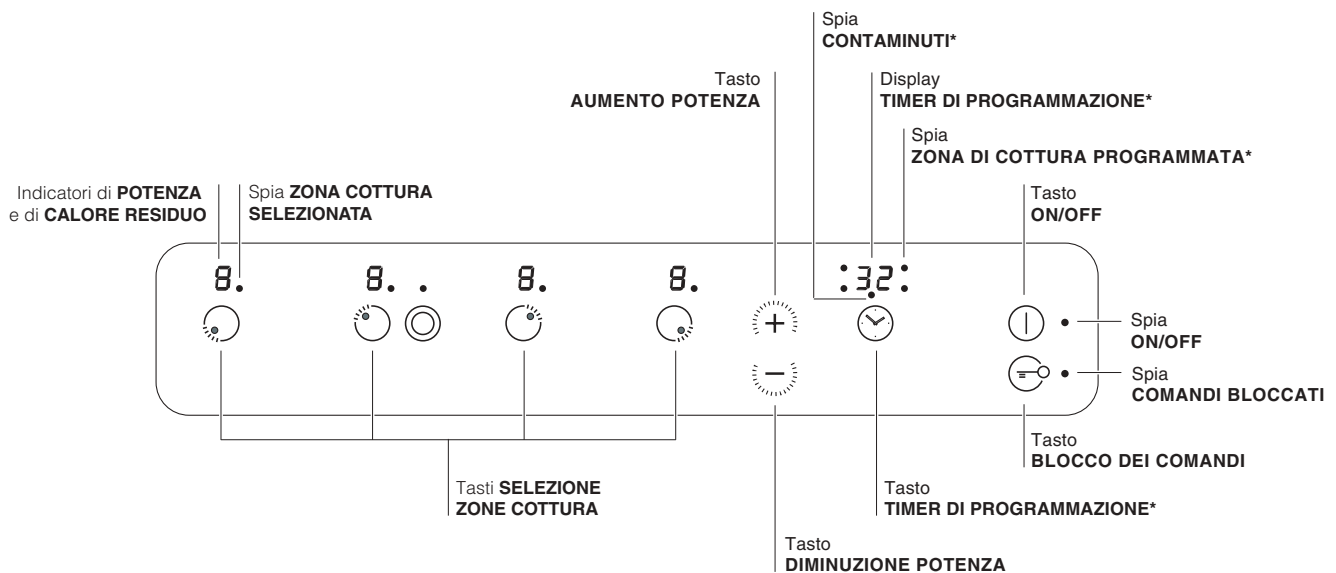 Spia
CONTAMINUTI*
Tasto
AUMENTO POTENZA
Display
TIMER DI PROGRAMMAZIONE*
Spia
ZONA DI COTTURA PROGRAMMATA*
Indicatori di POTENZA
e di CALORE RESIDUO
Spia ZONA COTTURA
SELEZIONATA
Tasto
ON/OFF
8. 8. 8. 8. 32
Spia
ON/OFF
Spia
COMANDI BLOCCATI
Tasto
BLOCCO DEI COMANDI
Tasti SELEZIONE
ZONE COTTURA
Tasto
TIMER DI PROGRAMMAZIONE*
Tasto
DIMINUZIONE POTENZA